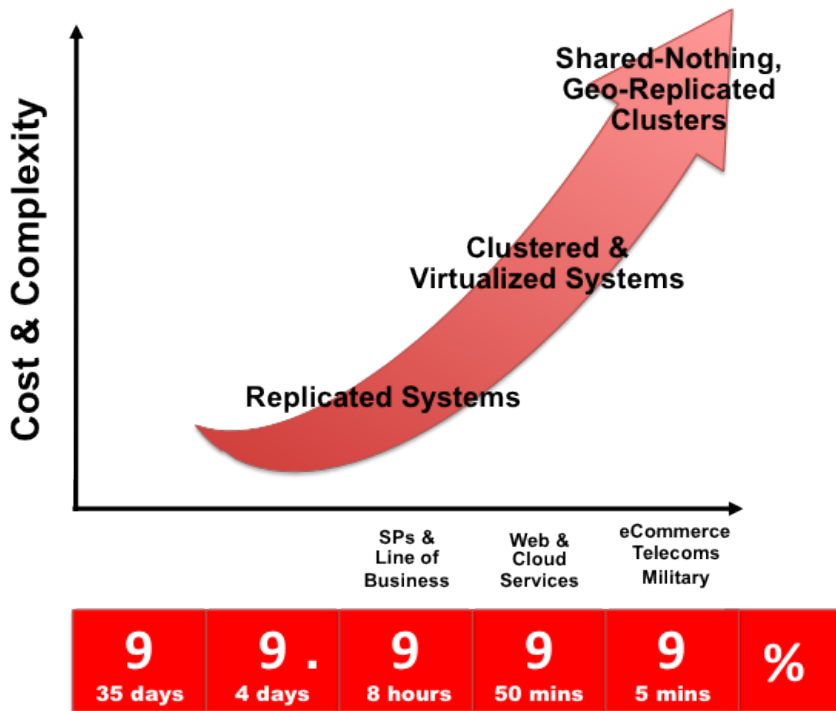 Cost & Complexity
Shared-Nothing,
Geo-Replicated
Clusters
Clustered &
Virtualized Systems
Replicated Systems
SPs &
Line of
Business
Web &
Cloud
Services
eCommerce
Telecoms
Military
9 9 . 9 9 9 %
35 days 4 days 8 hours 50 mins 5 mins